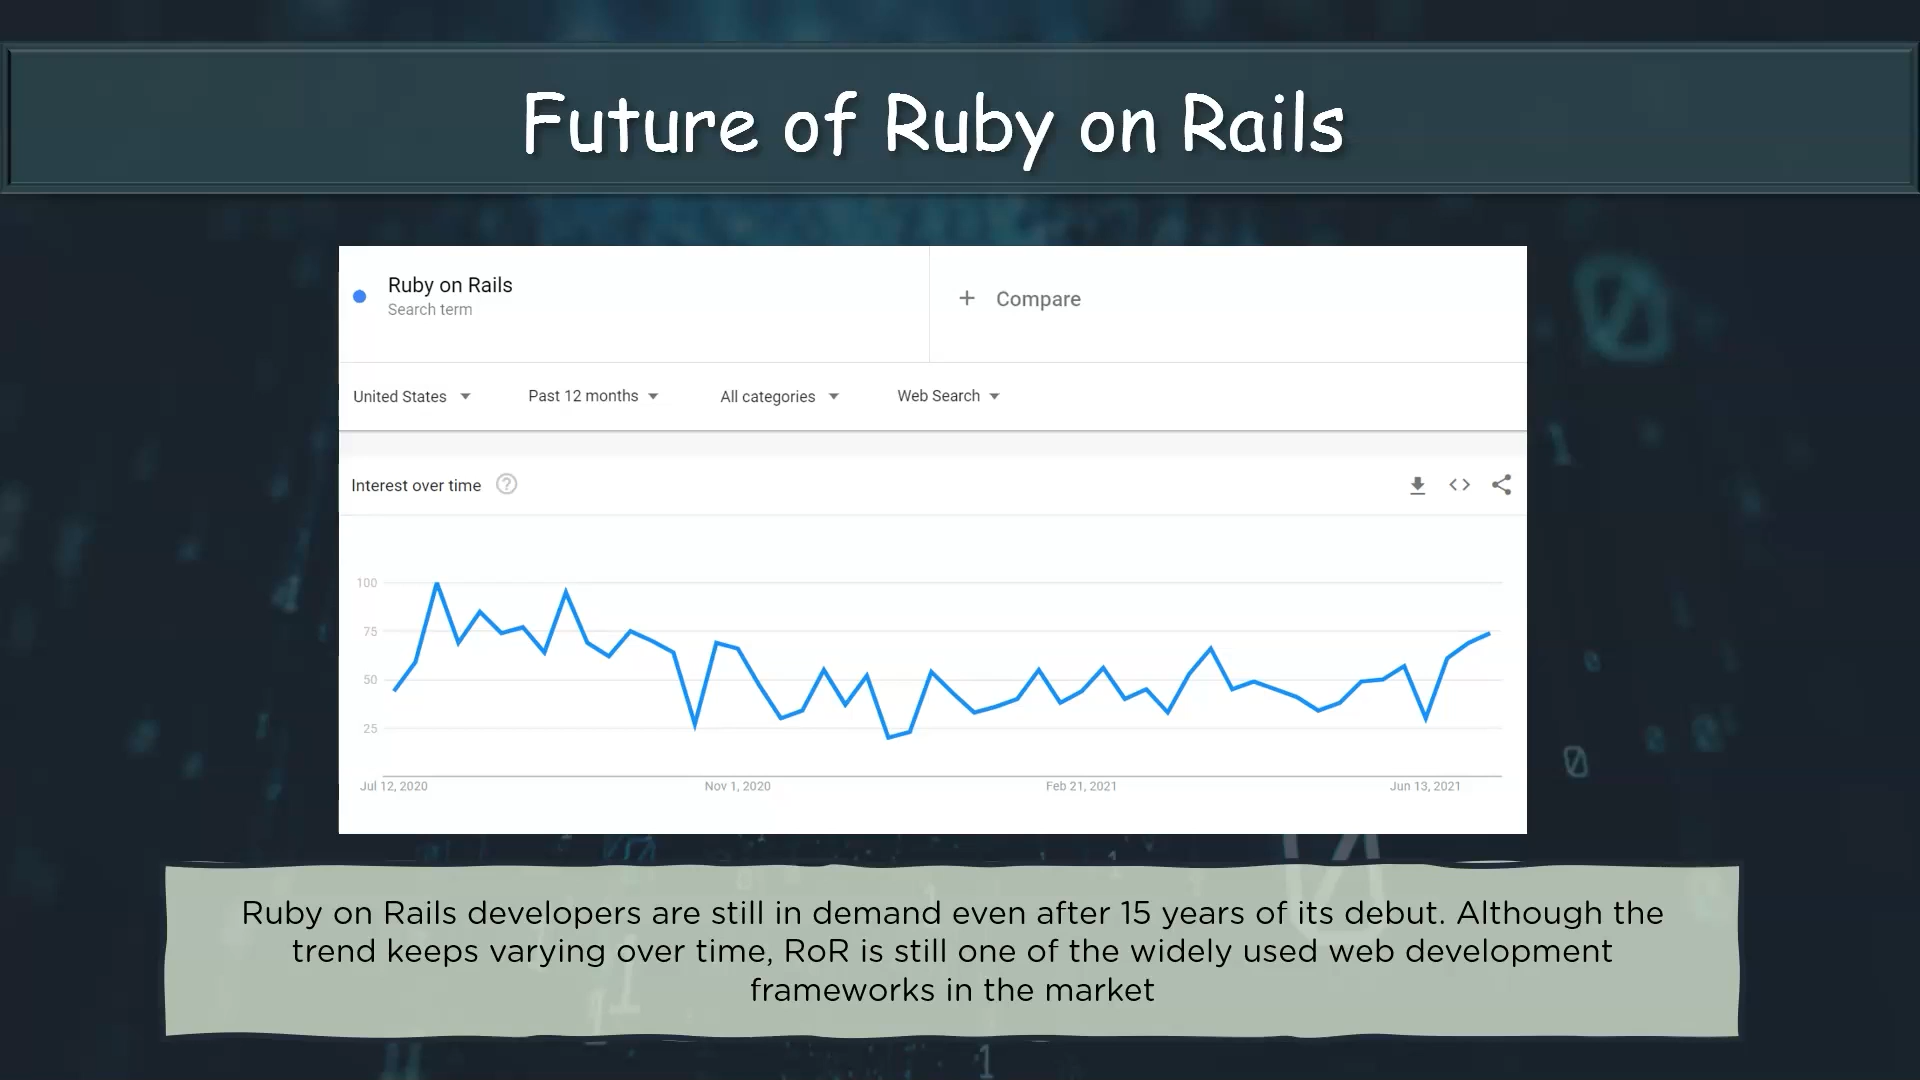 Future of Ruby on Rails
Ruby on Rails
Search term
+ Compare
United States
Past 12 months
All categories
Web Search
Interest over time
100
75
50
25
Jul 12, 2020
Nov 1, 2020
Feb 21, 2021
Jun 13, 2021
Ruby on Rails developers are still in demand even after 15 years of its debut. Although the
trend keeps varying over time, RoR is still one of the widely used web development
frameworks in the market